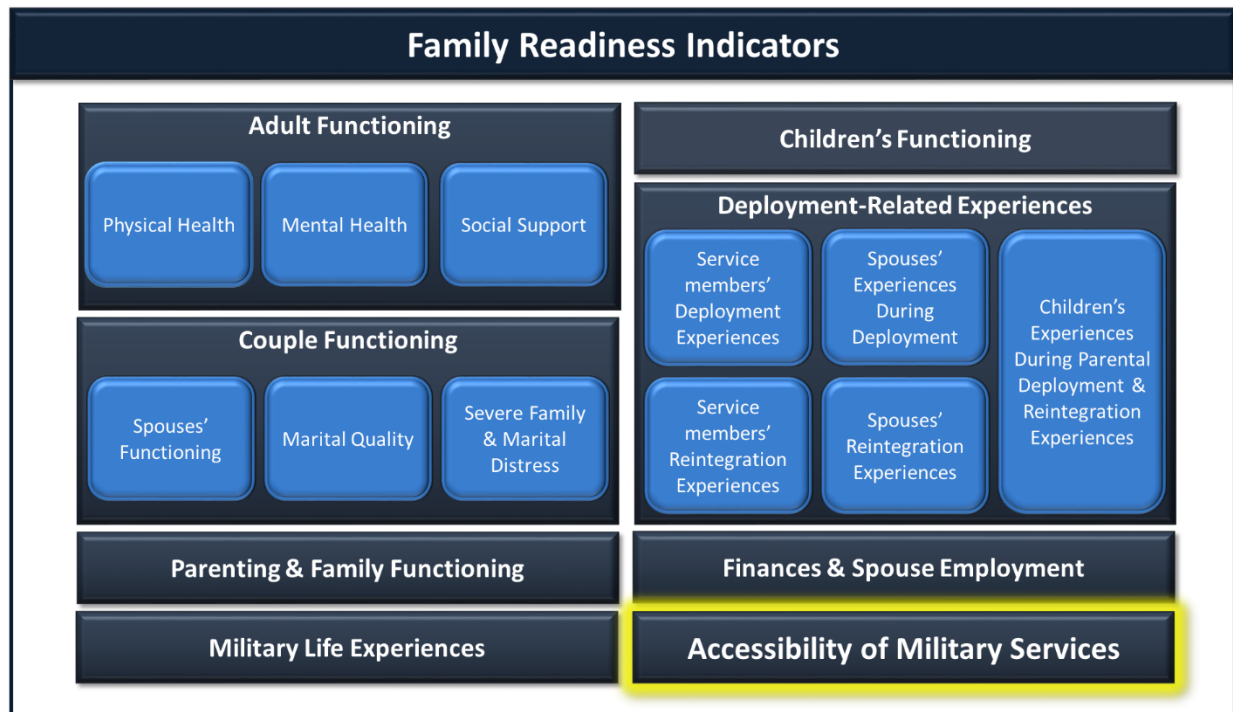 Family Readiness Indicators
Adult Functioning
Physical Health
Mental Health
Social Support
Couple Functioning
Spouses’
Functioning
Marital Quality
Severe Family
& Marital
Distress
Parenting & Family Functioning
Military Life Experiences
Children’s Functioning
Deployment-Related Experiences
Service
members’
Deployment
Experiences
Spouses’
Experiences
During
Deployment
Service
members’
Reintegration
Experiences
Spouses’
Reintegration
Experiences
Children’s
Experiences
During Parental
Deployment &
Reintegration
Experiences
Finances & Spouse Employment
Accessibility of Military Services